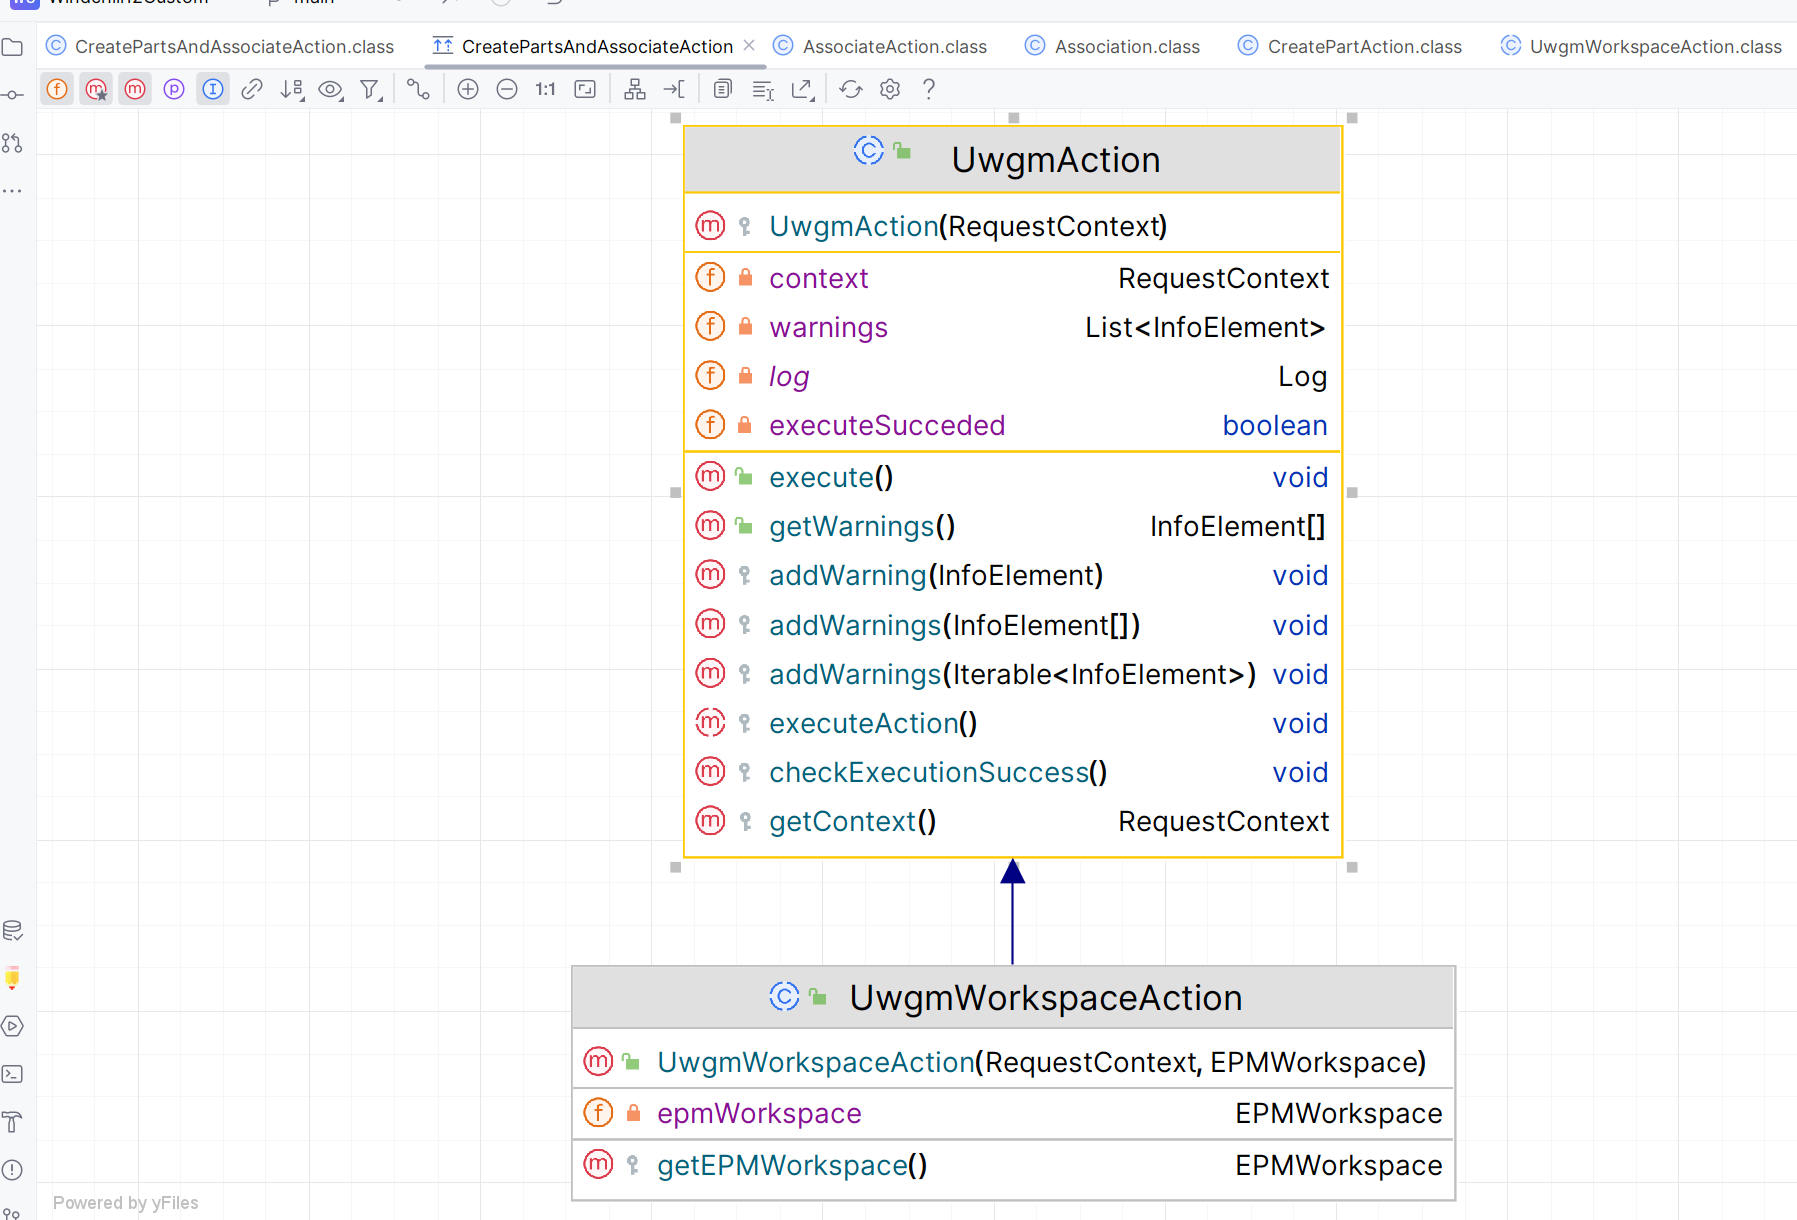 main
CreatePartsAndAssociateAction.class
CreatePartsAndAssociateAction
AssociateAction.class
Association.class
CreatePartAction.class
UwgmWorkspaceAction.class
1:1
UwgmAction
UwgmAction(RequestContext)
context RequestContext
warnings List<InfoElement>
log Log
executeSucceded boolean
execute() void
getWarnings() InfoElement[]
addWarning(InfoElement) void
addWarnings(InfoElement[]) void
addWarnings(Iterable<InfoElement>) void
executeAction() void
checkExecutionSuccess() void
getContext() RequestContext
UwgmWorkspaceAction
UwgmWorkspaceAction(RequestContext, EPMWorkspace)
epmWorkspace EPMWorkspace
getEPMWorkspace() EPMWorkspace
Powered by yFiles